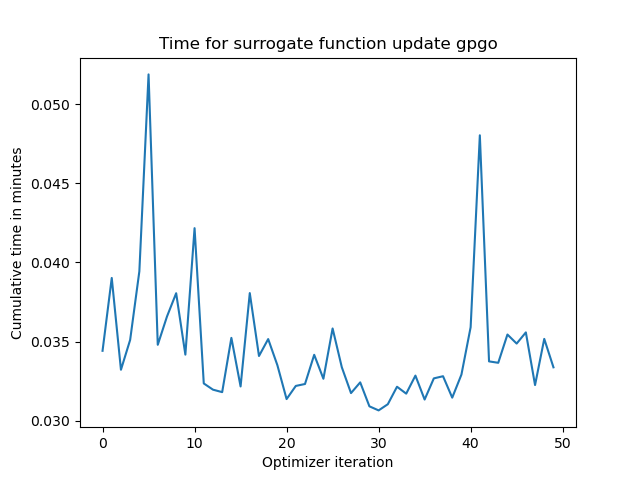 Time for surrogate function update gpgo
0.050
0.045
0.040
0.035
0.030
Cumulative time in minutes
0 10 20 30 40 50
Optimizer iteration